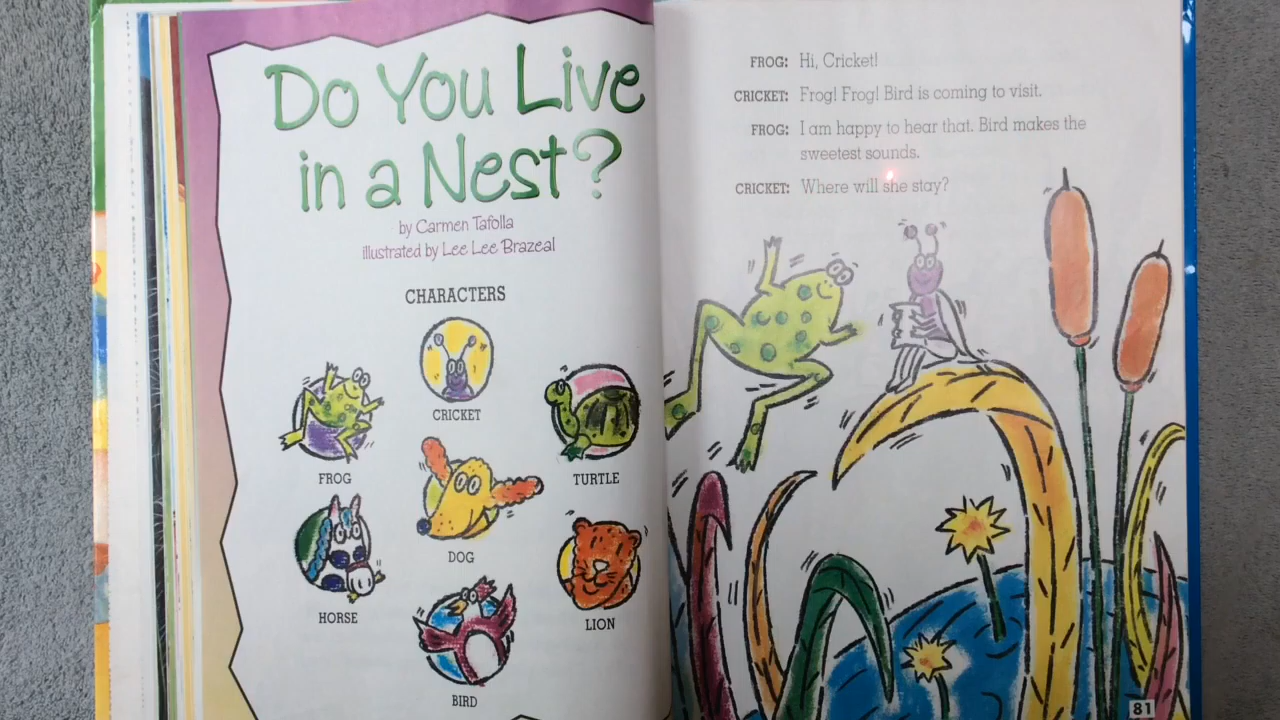 Do You Live
in a Nest?
by Carmen Tafolla
illustrated by Lee Lee Brazeal
CHARACTERS
CRICKET
FROG
TURTLE
DOG
HORSE
LION
BIRD
FROG: Hi, Cricket!
CRICKET: Frog! Frog! Bird is coming to visit.
FROG: I am happy to hear that. Bird makes the
sweetest sounds.
CRICKET: Where will she stay?
81